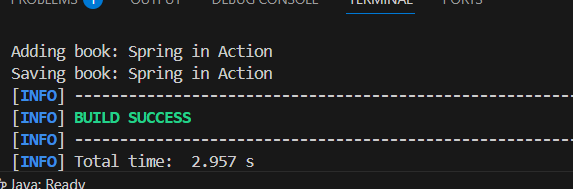 PROBLEMS 1 OUTPUT DEBUG CONSOLE TERMINAL PORTS
Adding book: Spring in Action
Saving book: Spring in Action
[INFO] ------------------------------------------------------------
[INFO] BUILD SUCCESS
[INFO] ------------------------------------------------------------
[INFO] Total time:  2.957 s
Java: Ready